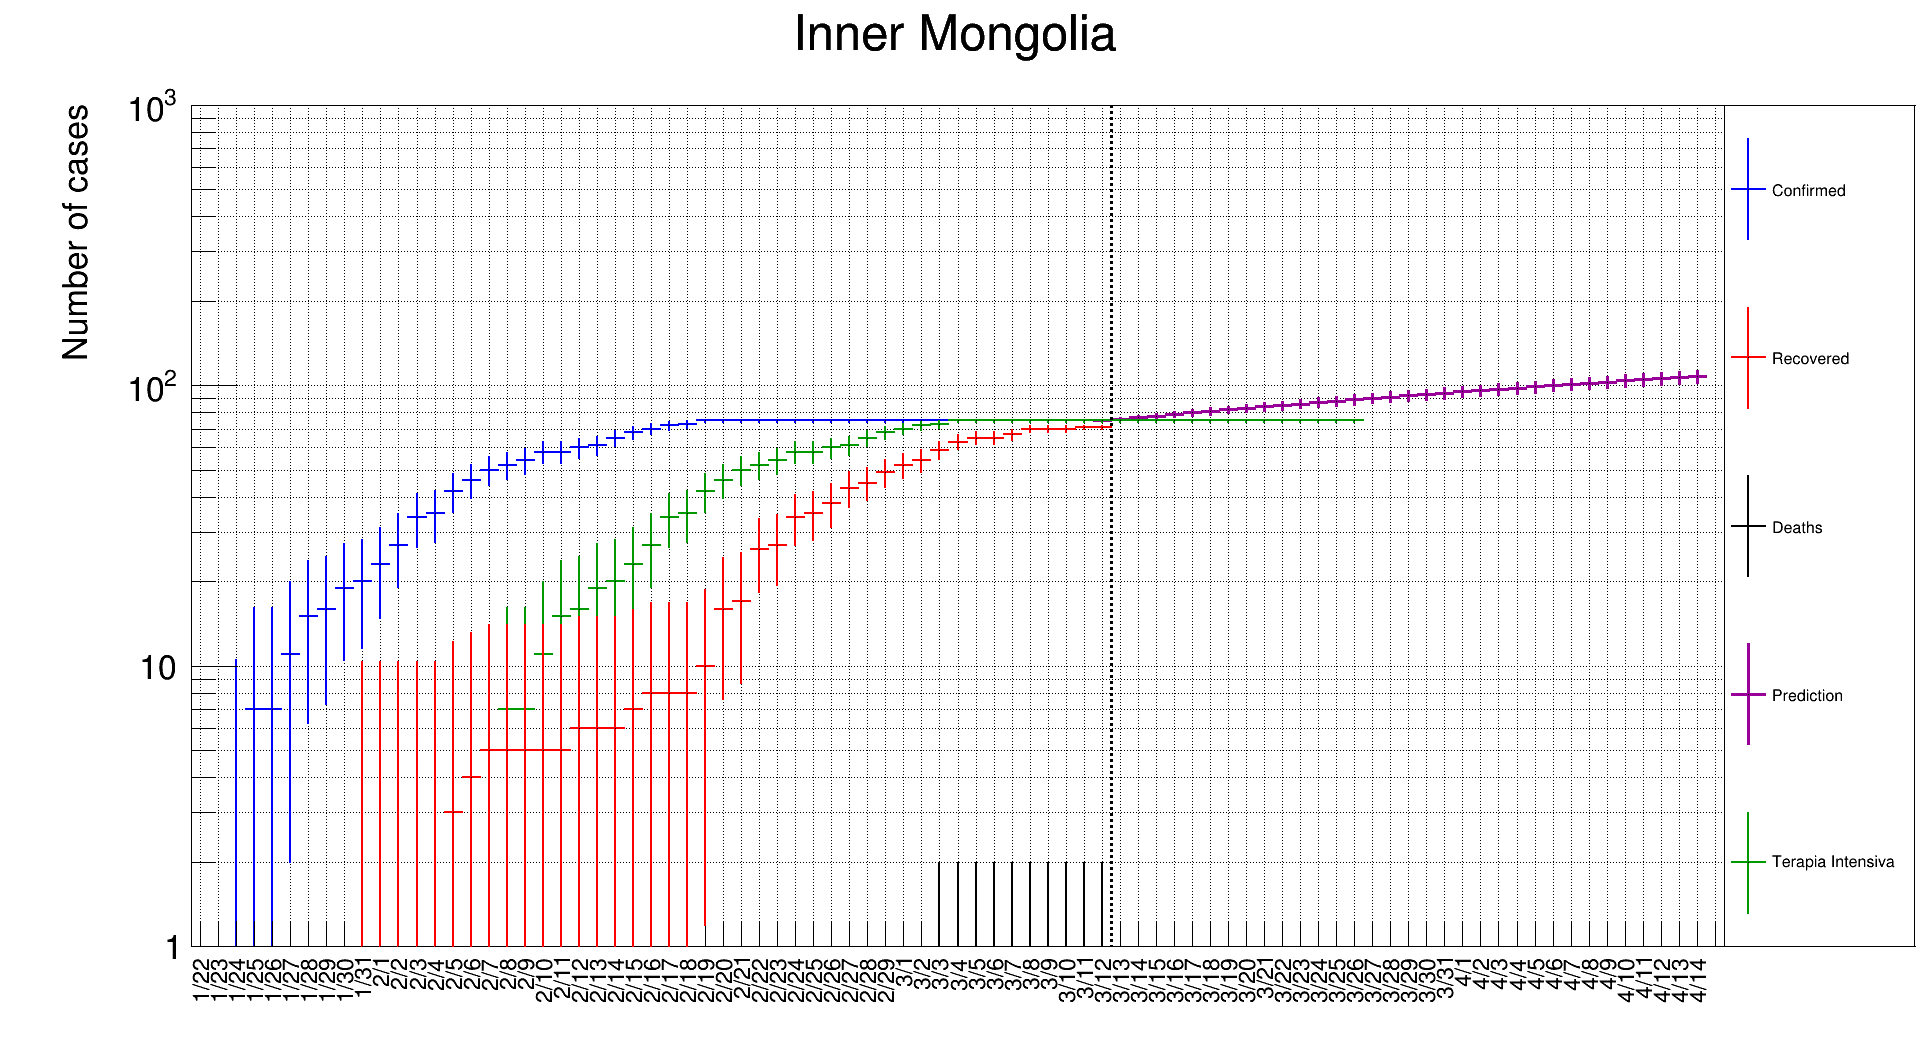 Inner Mongolia
Number of cases
10³
10²
10
1
1/22 1/23 1/24 1/25 1/26 1/27 1/28 1/29 1/30 1/31 2/1 2/2 2/3 2/4 2/5 2/6 2/7 2/8 2/9 2/10 2/11 2/12 2/13 2/14 2/15 2/16 2/17 2/18 2/19 2/20 2/21 2/22 2/23 2/24 2/25 2/26 2/27 2/28 2/29 3/1 3/2 3/3 3/4 3/5 3/6 3/7 3/8 3/9 3/10 3/11 3/12 3/13 3/14 3/15 3/16 3/17 3/18 3/19 3/20 3/21 3/22 3/23 3/24 3/25 3/26 3/27 3/28 3/29 3/30 3/31 4/1 4/2 4/3 4/4 4/5 4/6 4/7 4/8 4/9 4/10 4/11 4/12 4/13 4/14
Confirmed
Recovered
Deaths
Prediction
Terapia Intensiva